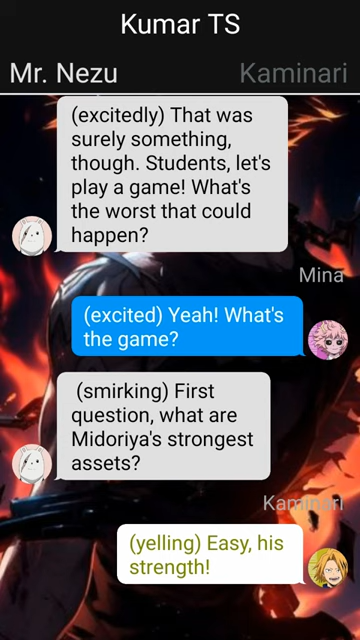 Kumar TS
Mr. Nezu
Kaminari
(excitedly) That was
surely something,
though. Students, let's
play a game! What's
the worst that could
happen?
Mina
(excited) Yeah! What's
the game?
(smirking) First
question, what are
Midoriya's strongest
assets?
Kaminari
(yelling) Easy, his
strength!